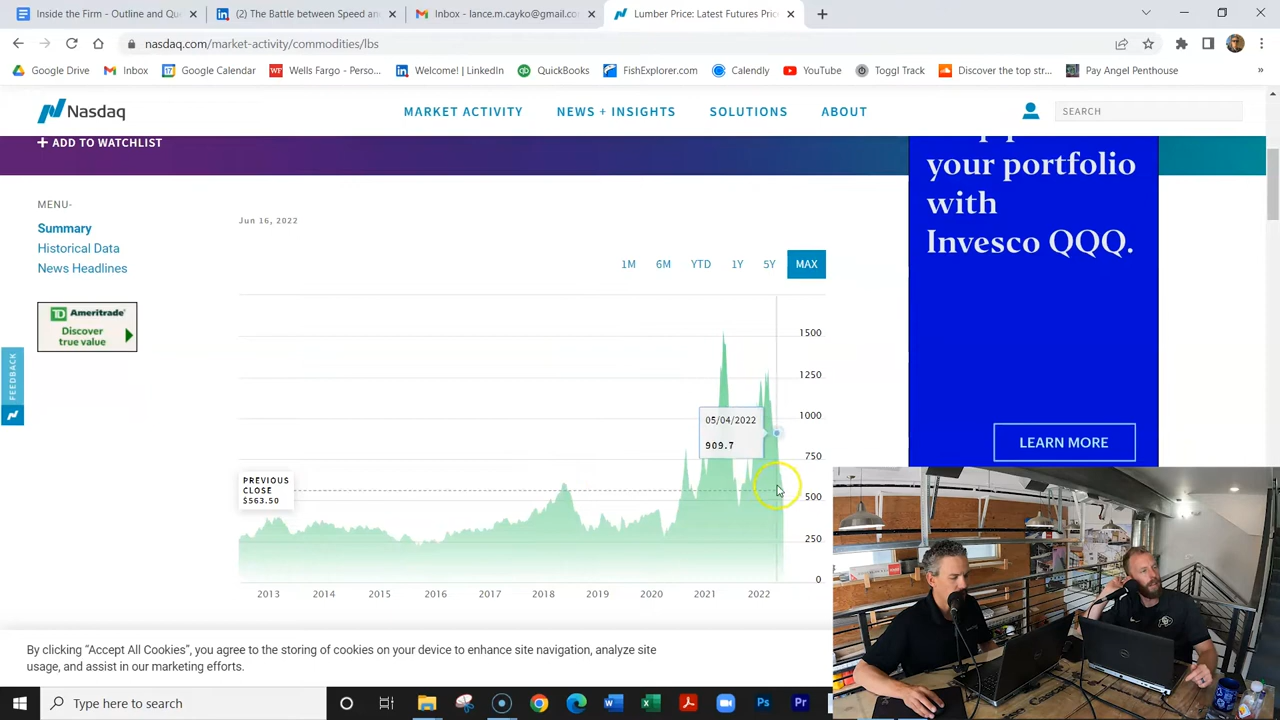 Inside the Firm - Outline and Qu
(2) The Battle between Speed an
Inbox - lance.m.cayko@gmail.co
Lumber Price: Latest Futures Pric
nasdaq.com/market-activity/commodities/lbs
Google Drive
Inbox
Google Calendar
Wells Fargo - Perso...
Welcome! | LinkedIn
QuickBooks
FishExplorer.com
Calendly
YouTube
Toggl Track
Discover the top str...
Pay Angel Penthouse
»
Nasdaq
MARKET ACTIVITY
NEWS + INSIGHTS
SOLUTIONS
ABOUT
SEARCH
+ ADD TO WATCHLIST
your portfolio
with
Invesco QQQ.
LEARN MORE
MENU-
Summary
Historical Data
News Headlines
TD Ameritrade
Discover
true value
FEEDBACK
Jun 16, 2022
1M 6M YTD 1Y 5Y MAX
1500
1250
1000
750
500
250
0
05/04/2022
909.7
PREVIOUS
CLOSE
$563.50
2013 2014 2015 2016 2017 2018 2019 2020 2021 2022
By clicking “Accept All Cookies”, you agree to the storing of cookies on your device to enhance site navigation, analyze site
usage, and assist in our marketing efforts.
Type here to search